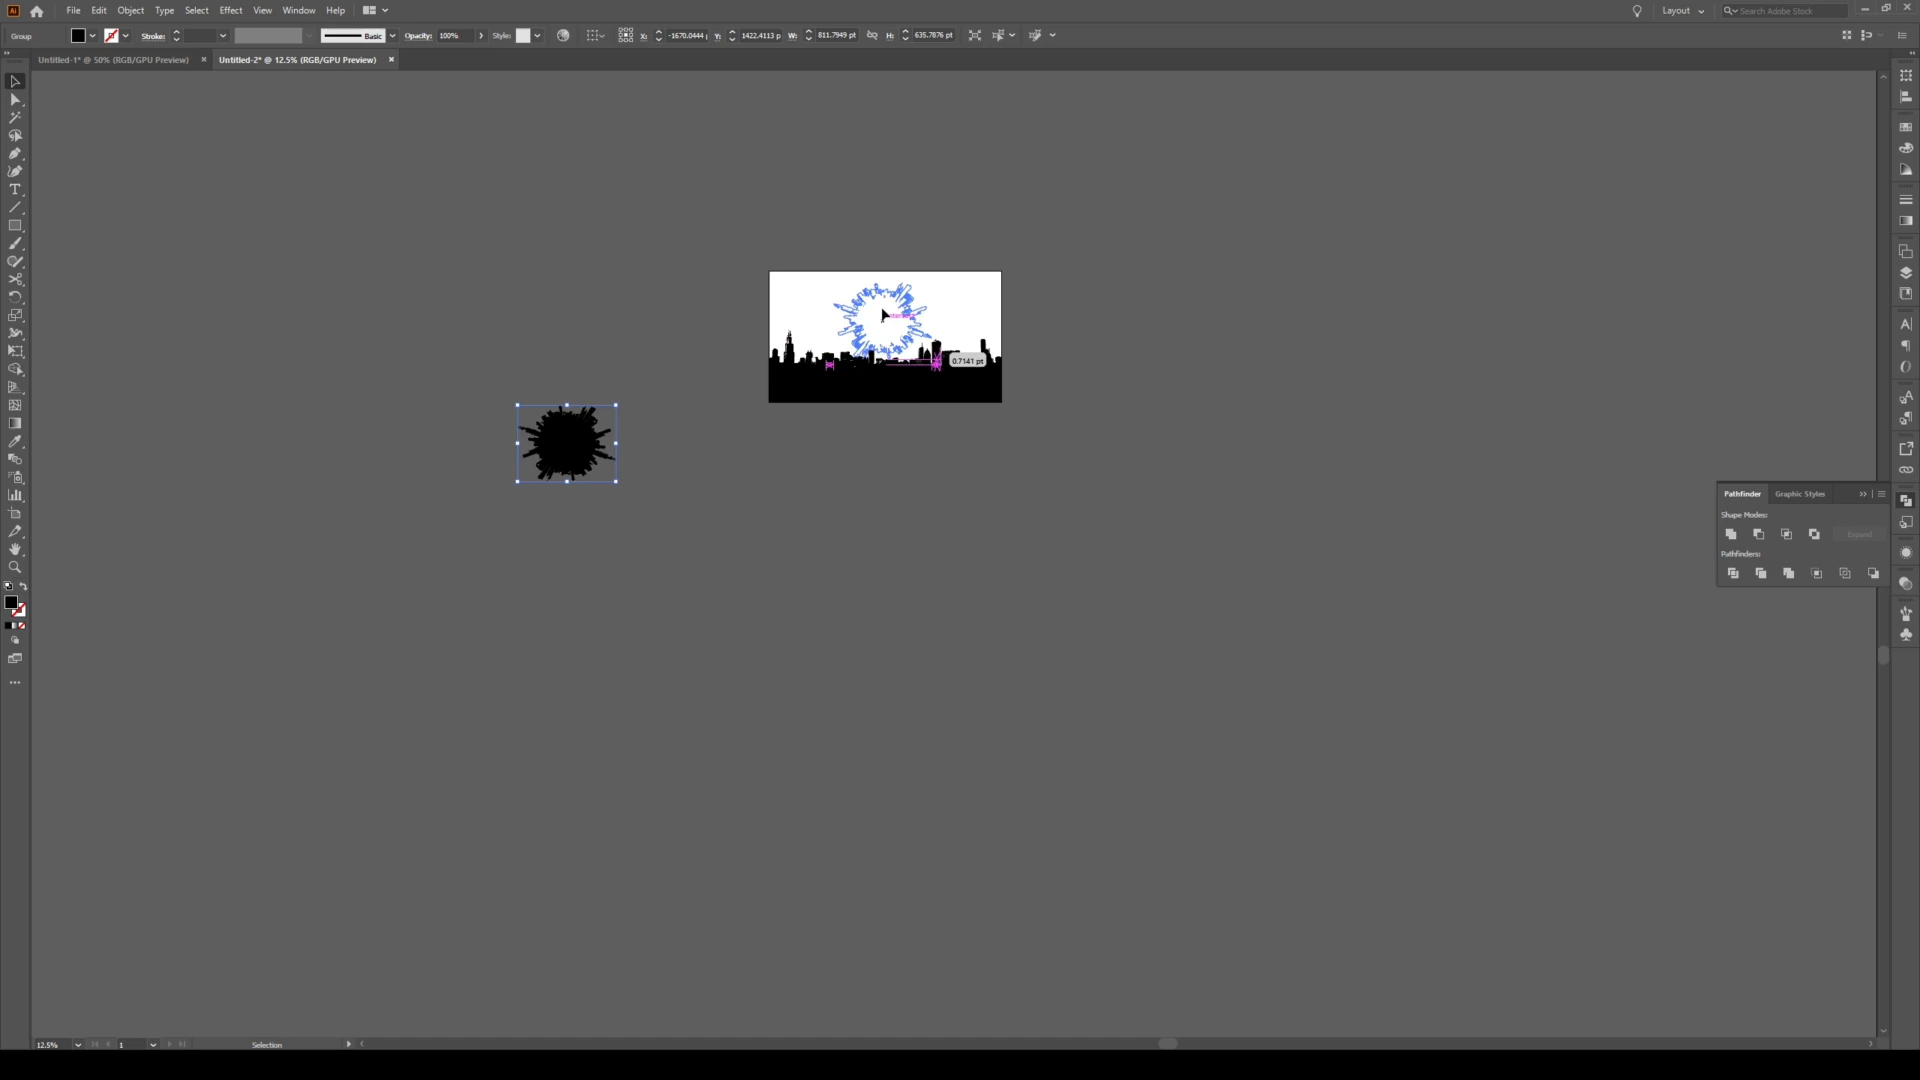 Ai File Edit Object Type Select Effect View Window Help Layout Search Adobe Stock
Group Stroke: Basic Opacity: 100% Style: X: -1670.0444 Y: 1422.4113 p W: 811.7949 pt H: 635.7876 pt
Untitled-1* @ 50% (RGB/GPU Preview) × Untitled-2* @ 12.5% (RGB/GPU Preview) ×
0.7141 pt
Pathfinder Graphic Styles
Shape Modes:
Expand
Pathfinders:
12.5% 1 Selection